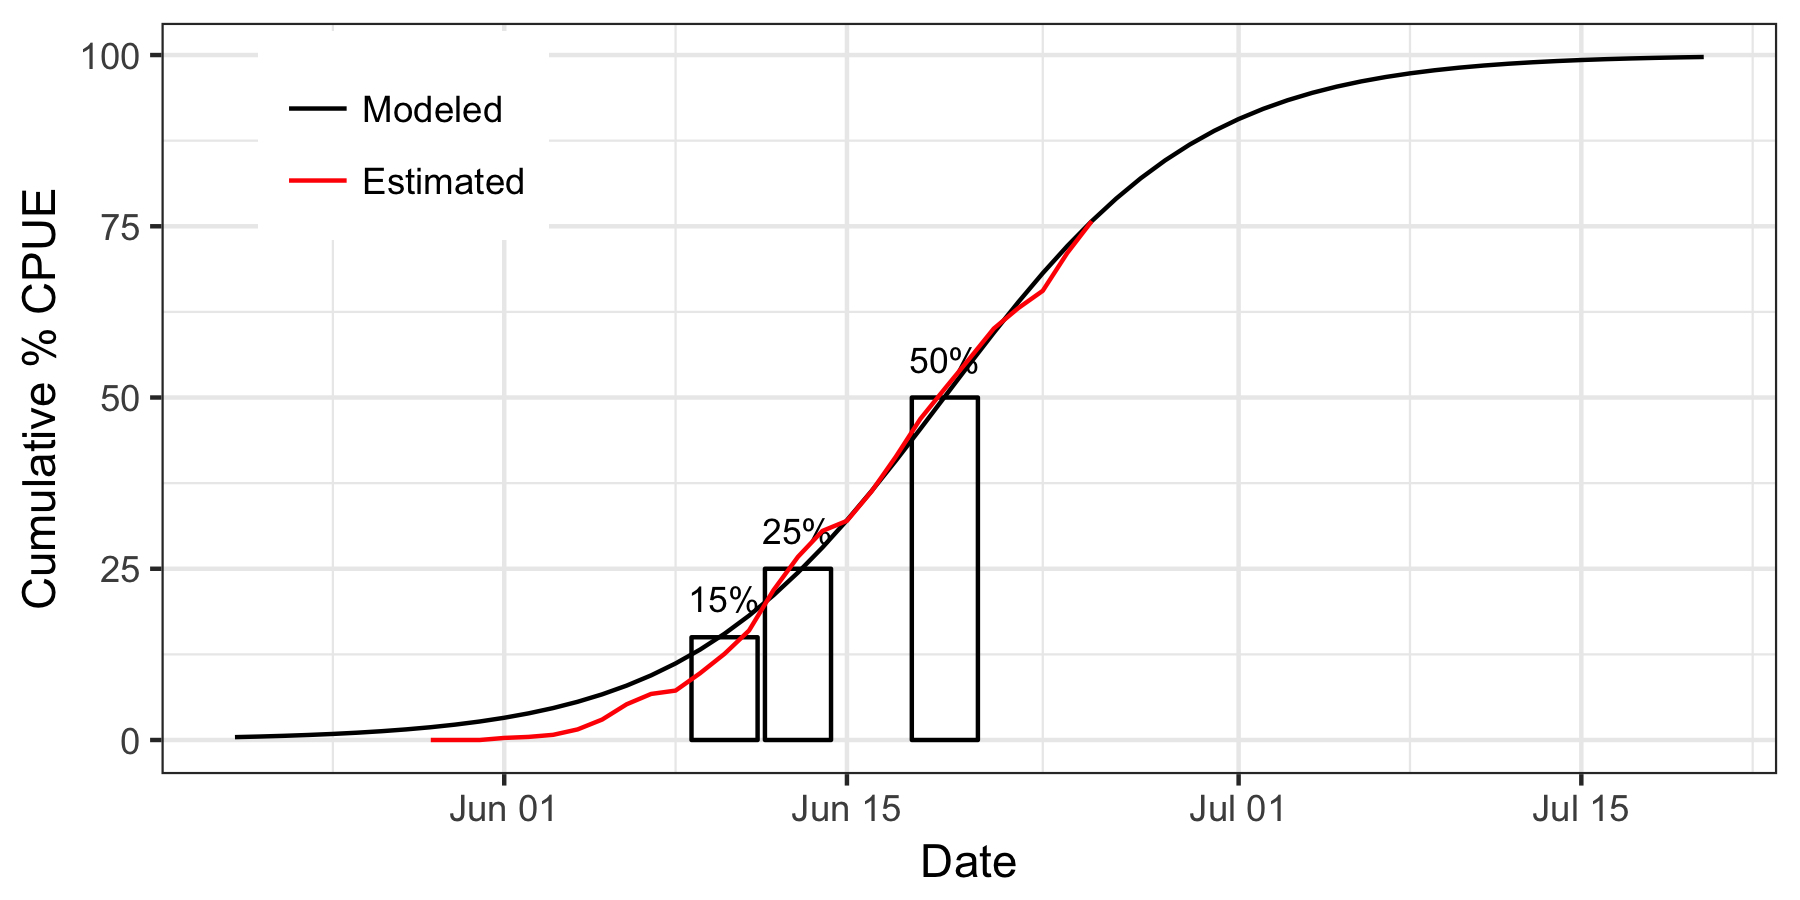 Cumulative % CPUE
100
75
50
25
0
Modeled
Estimated
15%
25%
50%
Jun 01
Jun 15
Jul 01
Jul 15
Date